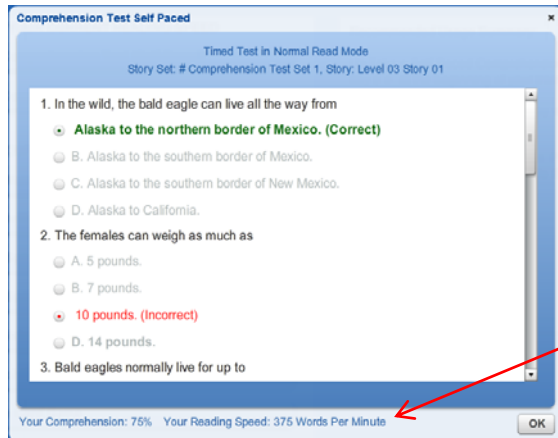 Comprehension Test Self Paced ×
Timed Test in Normal Read Mode
Story Set: # Comprehension Test Set 1, Story: Level 03 Story 01
1. In the wild, the bald eagle can live all the way from
Alaska to the northern border of Mexico. (Correct)
B. Alaska to the southern border of Mexico.
C. Alaska to the southern border of New Mexico.
D. Alaska to California.
2. The females can weigh as much as
A. 5 pounds.
B. 7 pounds.
10 pounds. (Incorrect)
D. 14 pounds.
3. Bald eagles normally live for up to
Your Comprehension: 75% Your Reading Speed: 375 Words Per Minute
OK